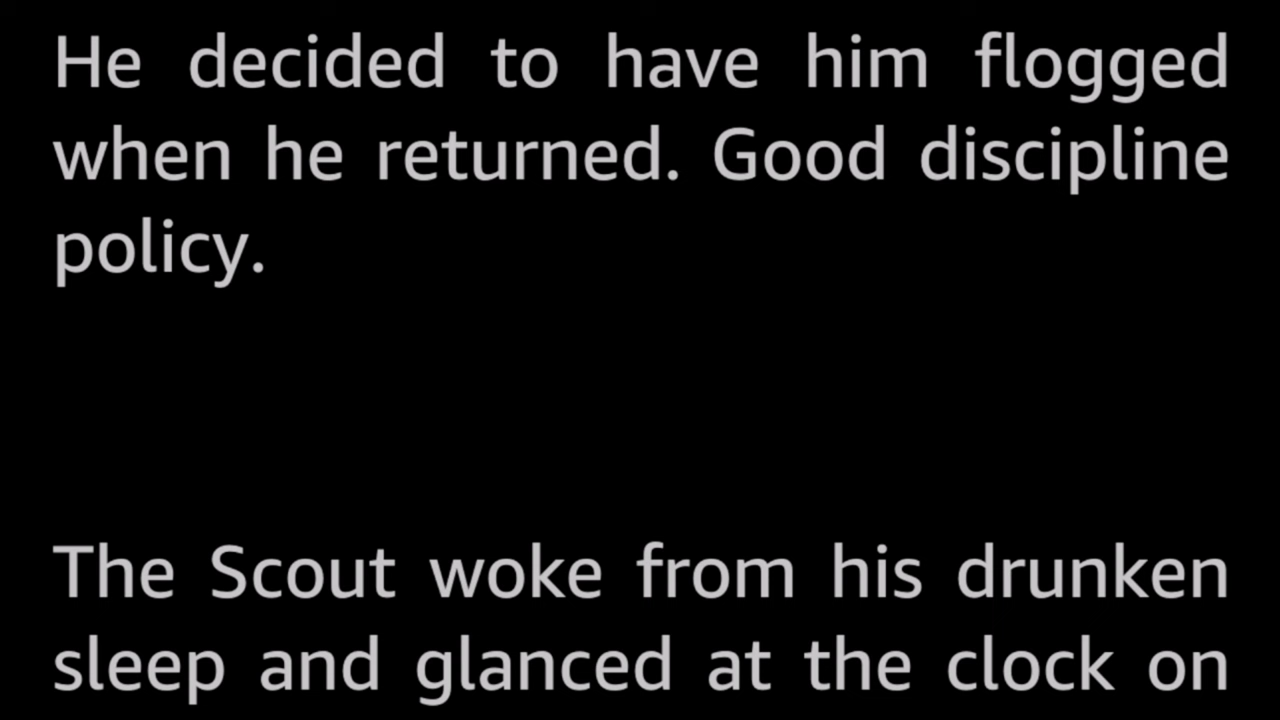 He decided to have him flogged
when he returned. Good discipline
policy.
The Scout woke from his drunken
sleep and glanced at the clock on